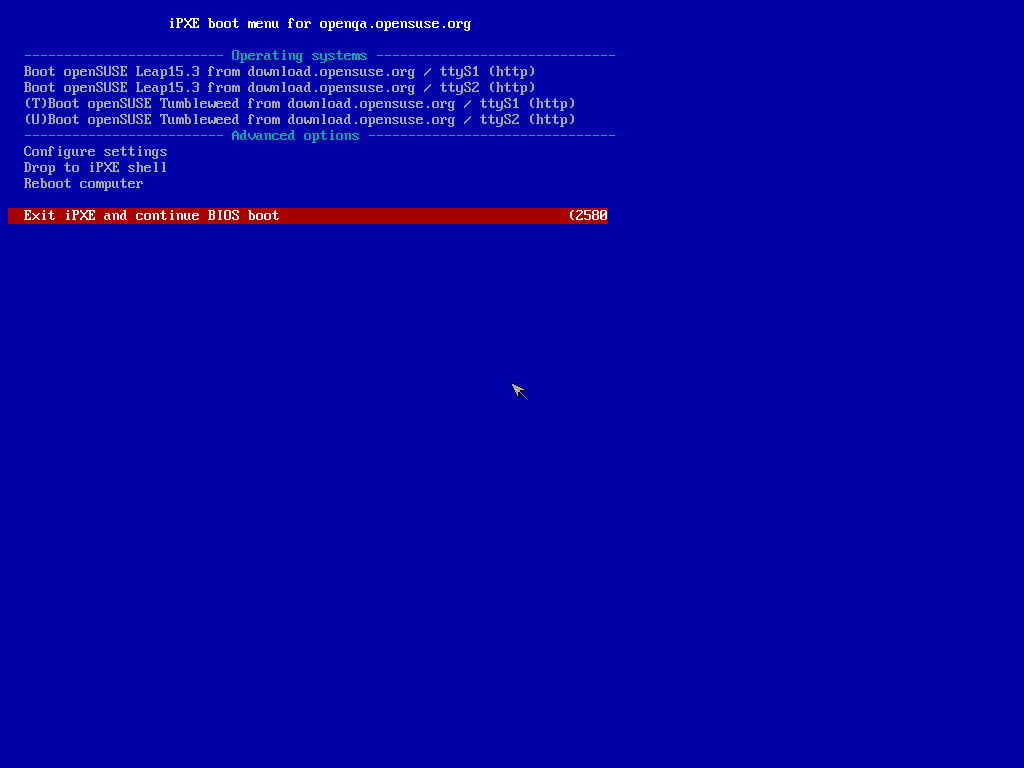 iPXE boot menu for openqa.opensuse.org
------------------------- Operating systems ------------------------------
Boot openSUSE Leap15.3 from download.opensuse.org / ttyS1 (http)
Boot openSUSE Leap15.3 from download.opensuse.org / ttyS2 (http)
(T)Boot openSUSE Tumbleweed from download.opensuse.org / ttyS1 (http)
(U)Boot openSUSE Tumbleweed from download.opensuse.org / ttyS2 (http)
------------------------- Advanced options -------------------------------
Configure settings
Drop to iPXE shell
Reboot computer
Exit iPXE and continue BIOS boot (2580